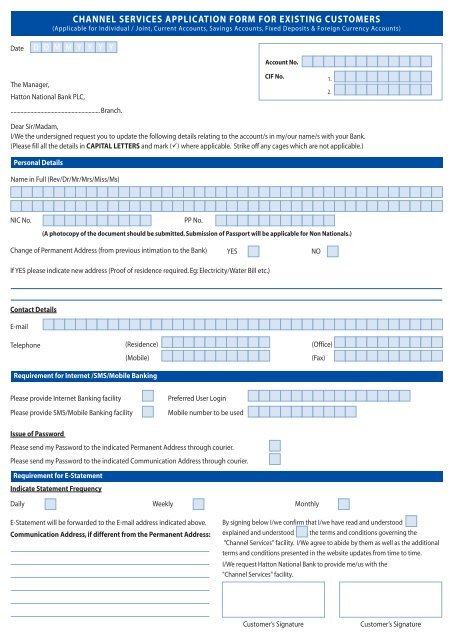 CHANNEL SERVICES APPLICATION FORM FOR EXISTING CUSTOMERS
(Applicable for Individual / Joint, Current Accounts, Savings Accounts, Fixed Deposits & Foreign Currency Accounts)
Date D D M M Y Y Y Y
Account No.
CIF No. 1.
2.
The Manager,
Hatton National Bank PLC,
____________________________Branch.
Dear Sir/Madam,
I/We the undersigned request you to update the following details relating to the account/s in my/our name/s with your Bank.
(Please fill all the details in CAPITAL LETTERS and mark (✓) where applicable. Strike off any cages which are not applicable.)
Personal Details
Name in Full (Rev/Dr/Mr/Mrs/Miss/Ms)
NIC No. PP No.
(A photocopy of the document should be submitted. Submission of Passport will be applicable for Non Nationals.)
Change of Permanent Address (from previous intimation to the Bank) YES NO
If YES please indicate new address (Proof of residence required. Eg: Electricity/Water Bill etc.)
Contact Details
E-mail
Telephone (Residence) (Office)
(Mobile) (Fax)
Requirement for Internet /SMS/Mobile Banking
Please provide Internet Banking facility Preferred User Login
Please provide SMS/Mobile Banking facility Mobile number to be used
Issue of Password
Please send my Password to the indicated Permanent Address through courier.
Please send my Password to the indicated Communication Address through courier.
Requirement for E-Statement
Indicate Statement Frequency
Daily Weekly Monthly
E-Statement will be forwarded to the E-mail address indicated above.
Communication Address, if different from the Permanent Address:
By signing below I/we confirm that I/we have read and understood
explained and understood the terms and conditions governing the
"Channel Services" facility. I/We agree to abide by them as well as the additional
terms and conditions presented in the website updates from time to time.
I/We request Hatton National Bank to provide me/us with the
"Channel Services" facility.
Customer's Signature Customer's Signature